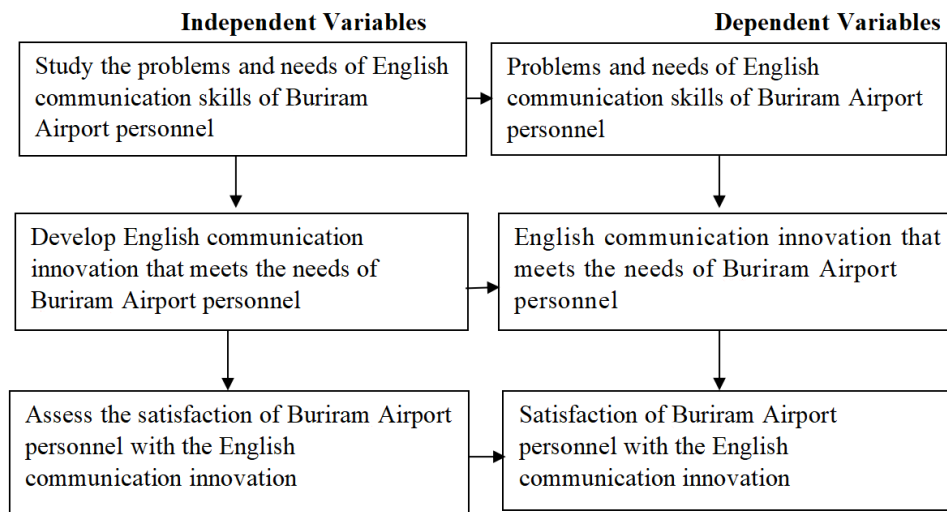 Independent Variables
Dependent Variables
Study the problems and needs of English
communication skills of Buriram
Airport personnel
Problems and needs of English
communication skills of Buriram Airport
personnel
Develop English communication
innovation that meets the needs of
Buriram Airport personnel
English communication innovation that
meets the needs of Buriram Airport
personnel
Assess the satisfaction of Buriram Airport
personnel with the English
communication innovation
Satisfaction of Buriram Airport
personnel with the English
communication innovation